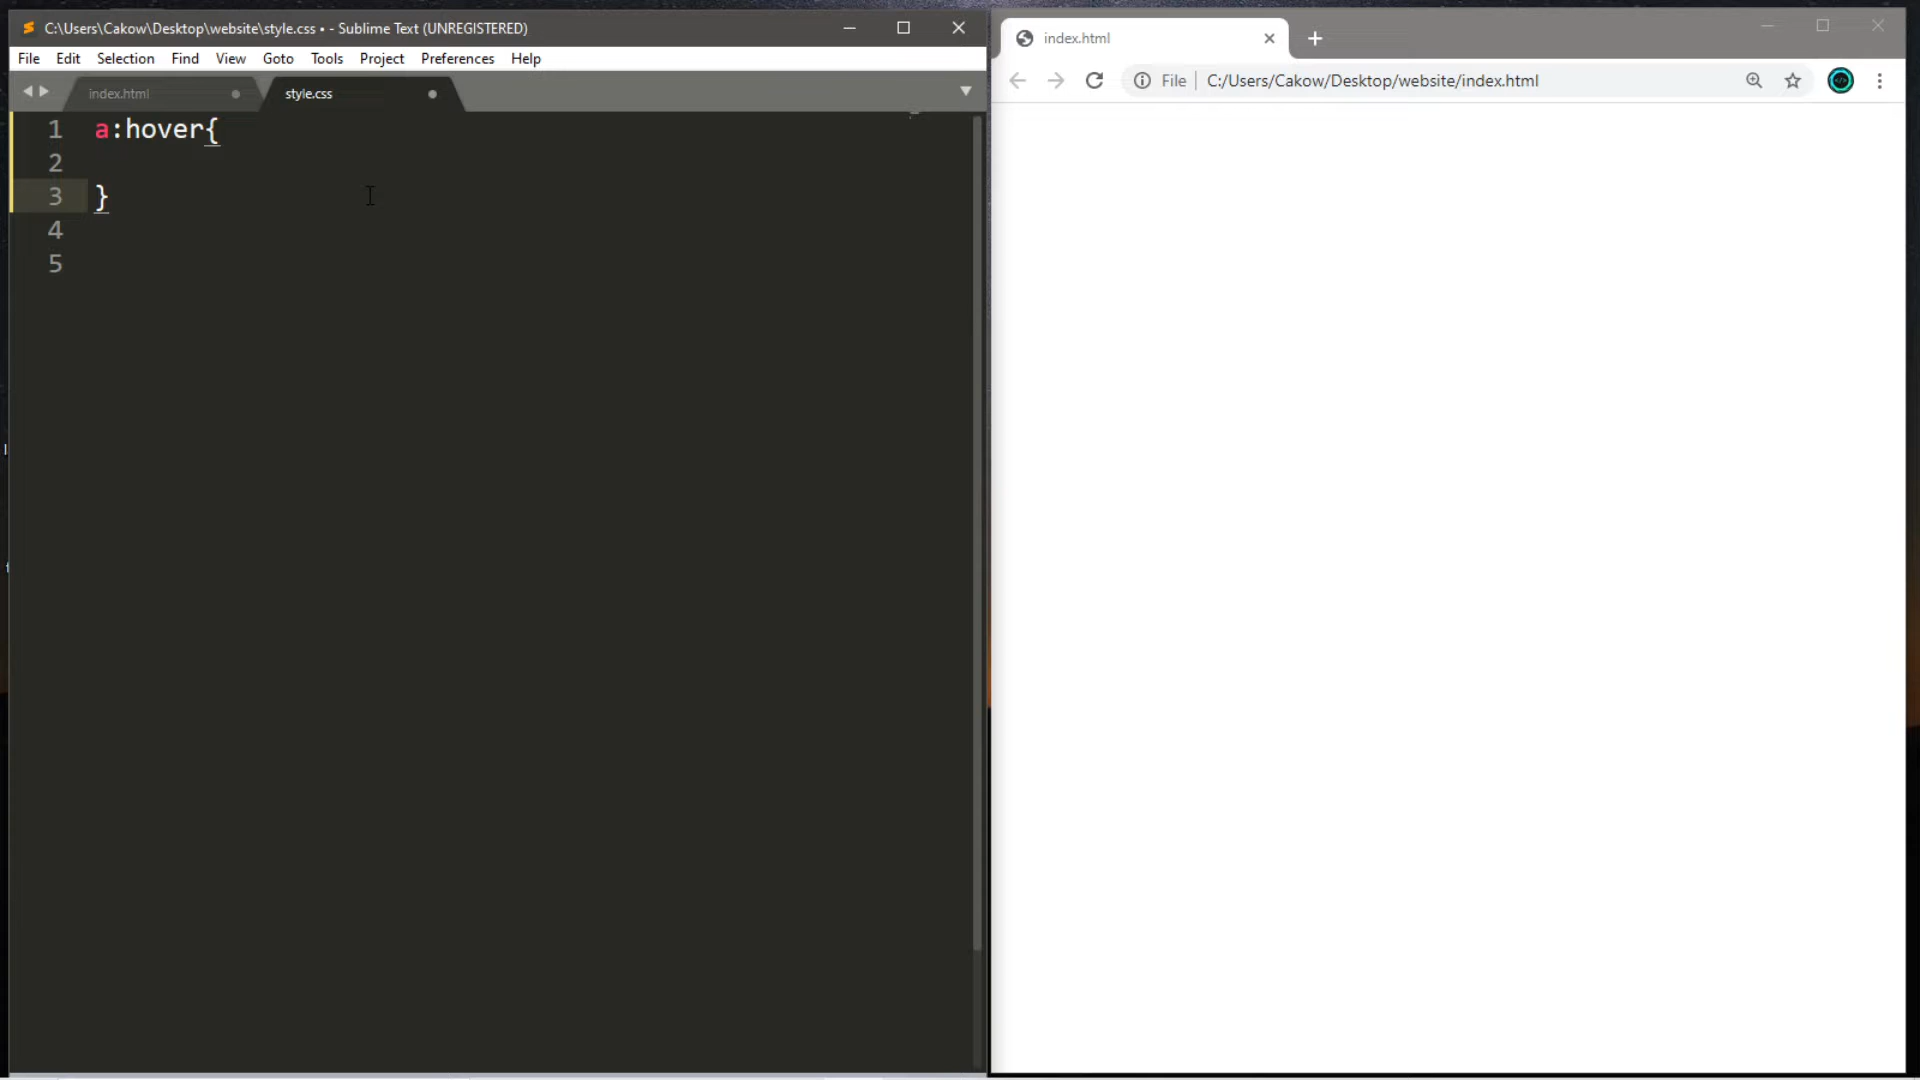 C:\Users\Cakow\Desktop\website\style.css • - Sublime Text (UNREGISTERED)
File Edit Selection Find View Goto Tools Project Preferences Help
index.html style.css
1 a:hover{
2
3 }
4
5
index.html
File C:/Users/Cakow/Desktop/website/index.html